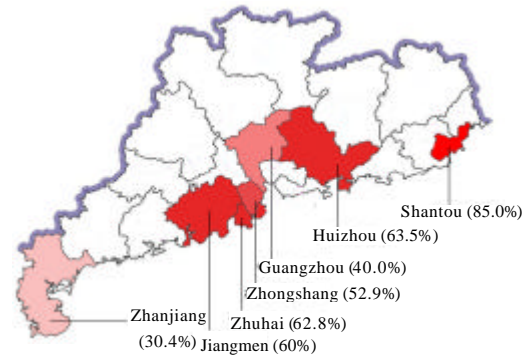 Shantou (85.0%)
Huizhou (63.5%)
Guangzhou (40.0%)
Zhongshang (52.9%)
Zhanjiang
(30.4%)
Zhuhai (62.8%)
Jiangmen (60%)